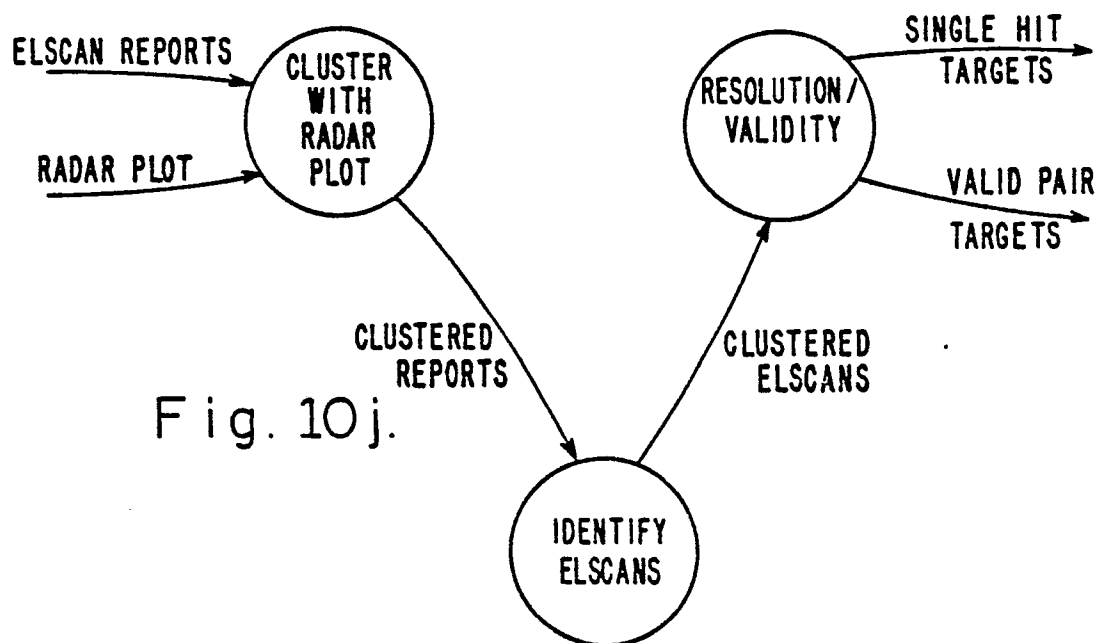 ELSCAN REPORTS
RADAR PLOT
CLUSTER
WITH
RADAR
PLOT
CLUSTERED
REPORTS
IDENTIFY
ELSCANS
CLUSTERED
ELSCANS
RESOLUTION/
VALIDITY
SINGLE HIT
TARGETS
VALID PAIR
TARGETS
Fig. 10j.